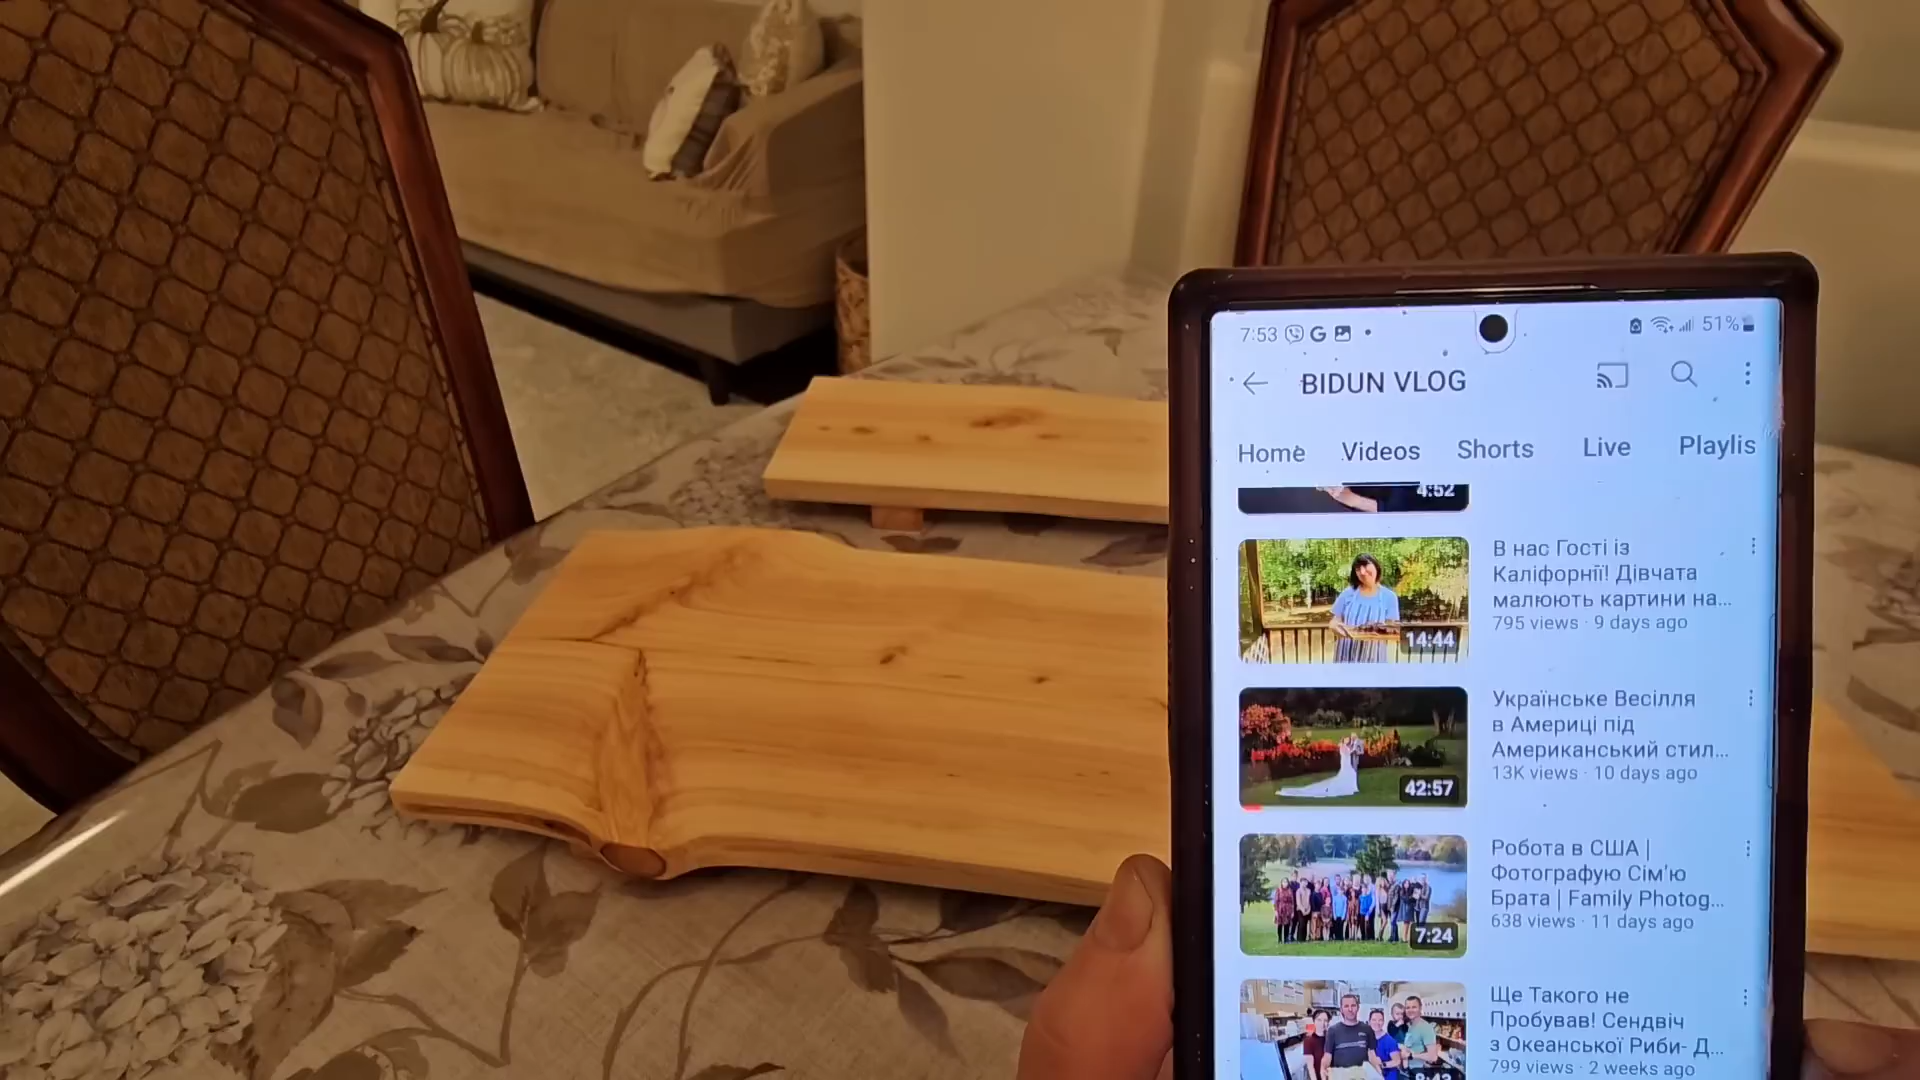 7:53 G 51%
BIDUN VLOG
Home Videos Shorts Live Playlis
4:52
В нас Гості із
Каліфорнії! Дівчата
малюють картини на...
795 views · 9 days ago
14:44
Українське Весілля
в Америці під
Американський стил...
13K views · 10 days ago
42:57
Робота в США |
Фотографую Сім'ю
Брата | Family Photog...
638 views · 11 days ago
7:24
Ще Такого не
Пробував! Сендвіч
з Океанської Риби- Д...
799 views · 2 weeks ago
8:43